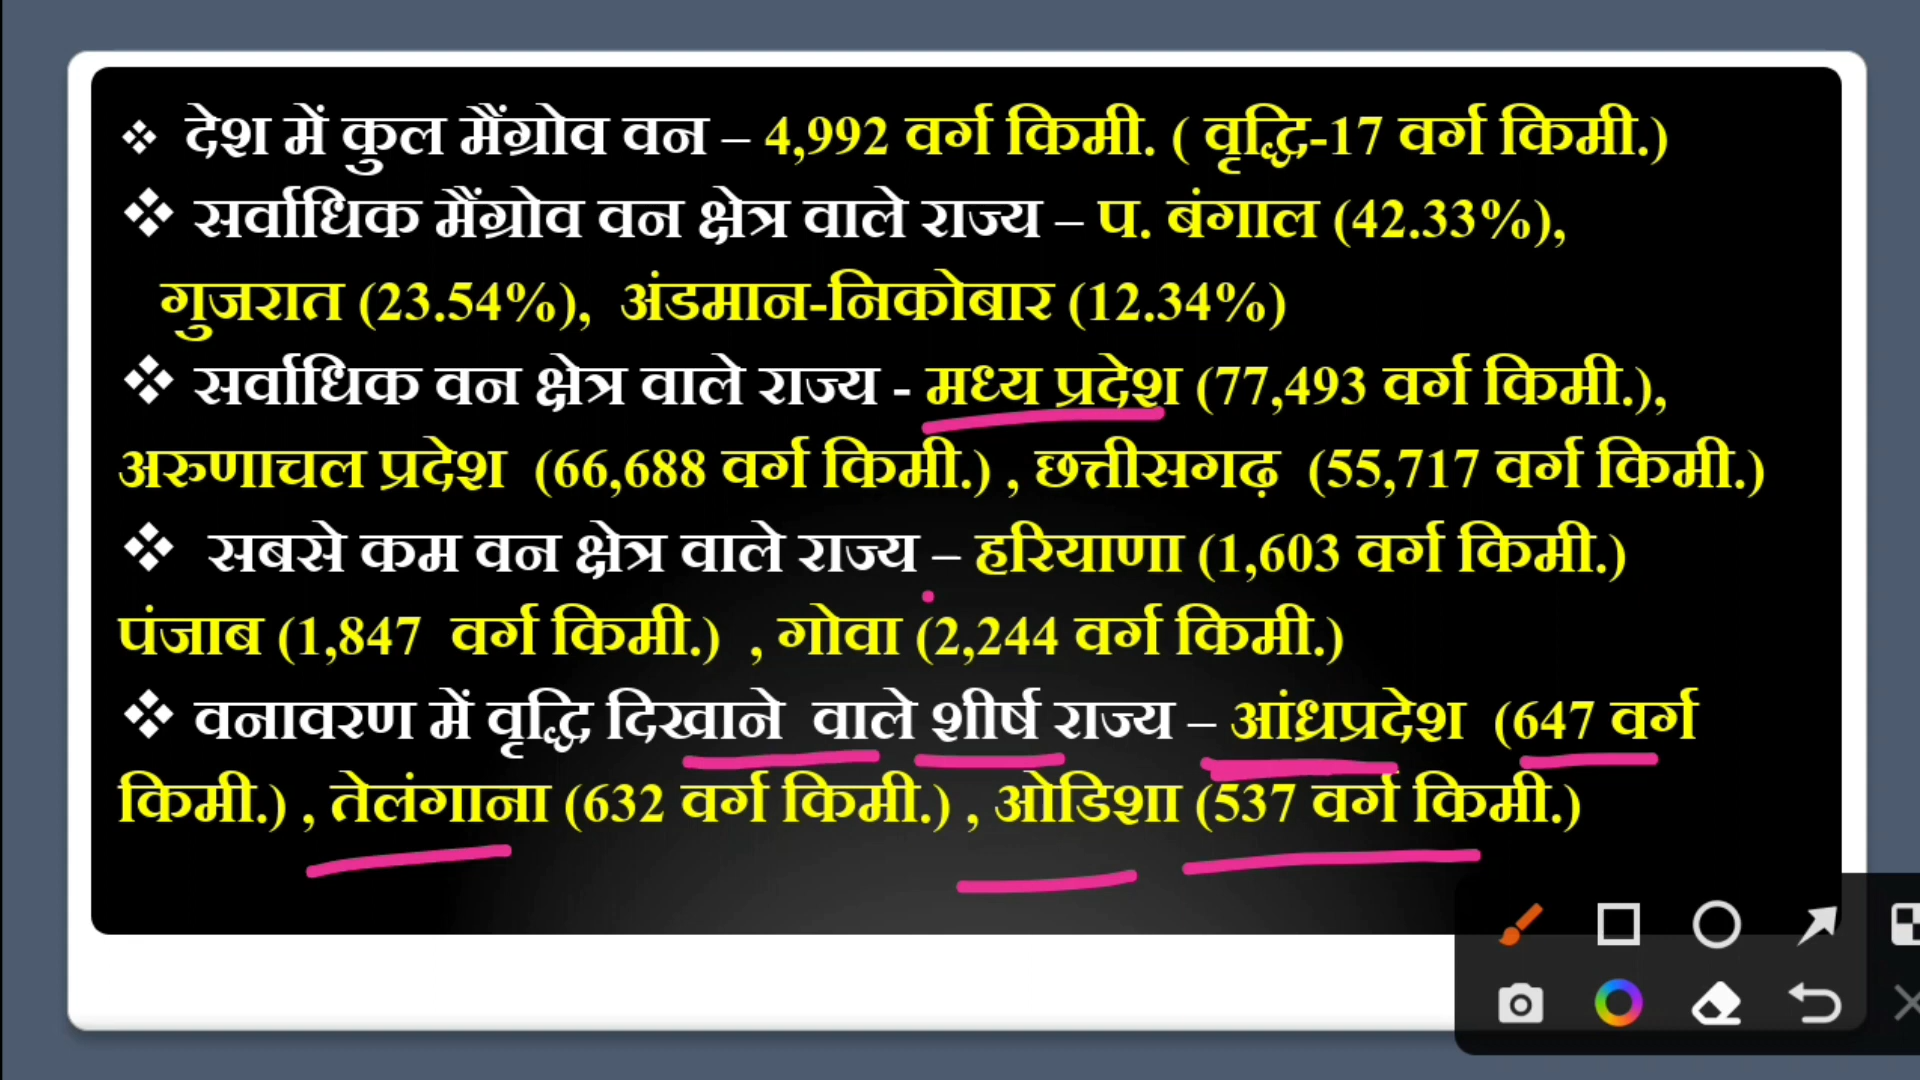 ❖ देश में कुल मैंग्रोव वन – 4,992 वर्ग किमी. ( वृद्धि-17 वर्ग किमी.)
❖ सर्वाधिक मैंग्रोव वन क्षेत्र वाले राज्य – प. बंगाल (42.33%),
गुजरात (23.54%), अंडमान-निकोबार (12.34%)
❖ सर्वाधिक वन क्षेत्र वाले राज्य - मध्य प्रदेश (77,493 वर्ग किमी.),
अरुणाचल प्रदेश (66,688 वर्ग किमी.) , छत्तीसगढ़ (55,717 वर्ग किमी.)
❖ सबसे कम वन क्षेत्र वाले राज्य – हरियाणा (1,603 वर्ग किमी.)
पंजाब (1,847 वर्ग किमी.) , गोवा (2,244 वर्ग किमी.)
❖ वनावरण में वृद्धि दिखाने वाले शीर्ष राज्य – आंध्रप्रदेश (647 वर्ग
किमी.) , तेलंगाना (632 वर्ग किमी.) , ओडिशा (537 वर्ग किमी.)